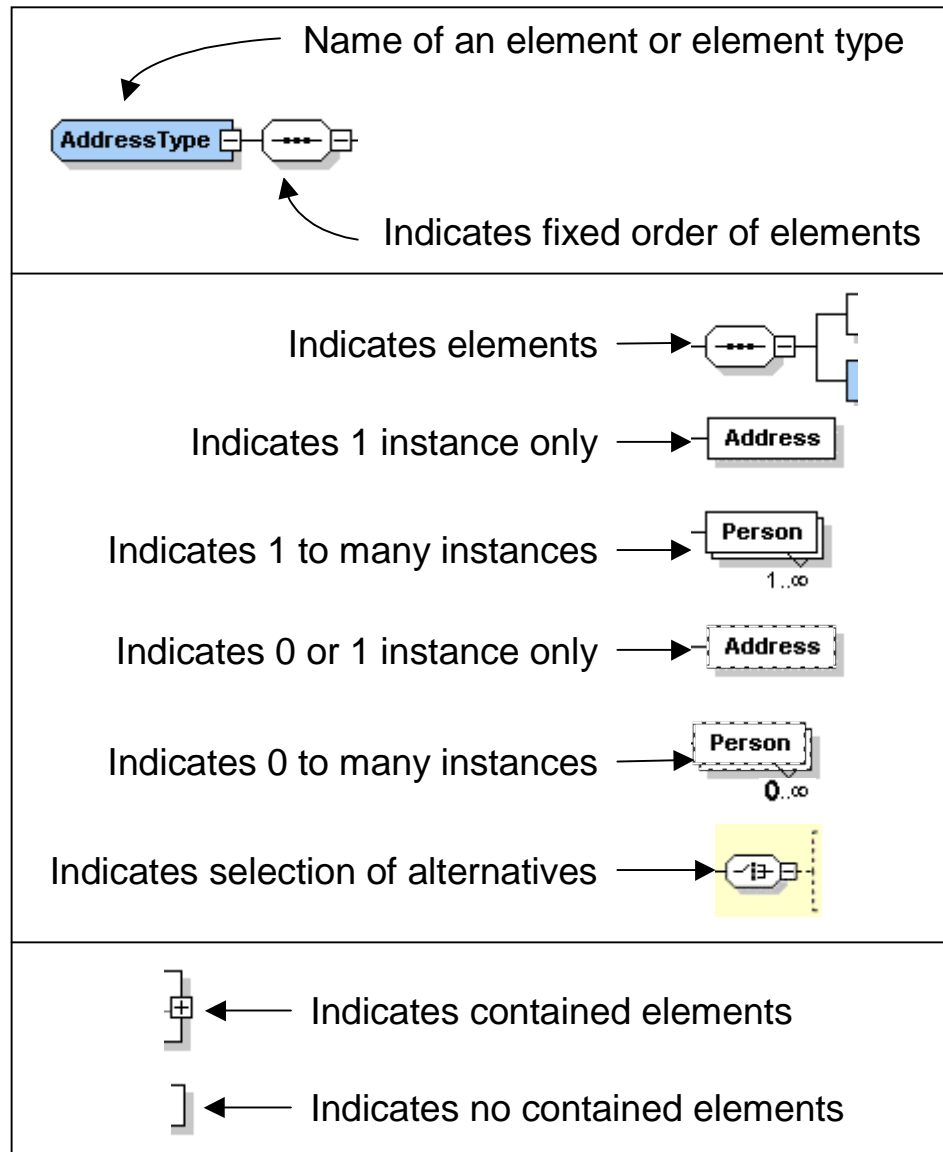 Name of an element or element type
AddressType
Indicates fixed order of elements
Indicates elements
Indicates 1 instance only
Address
Indicates 1 to many instances
Person
1..∞
Indicates 0 or 1 instance only
Address
Indicates 0 to many instances
Person
0..∞
Indicates selection of alternatives
Indicates contained elements
Indicates no contained elements